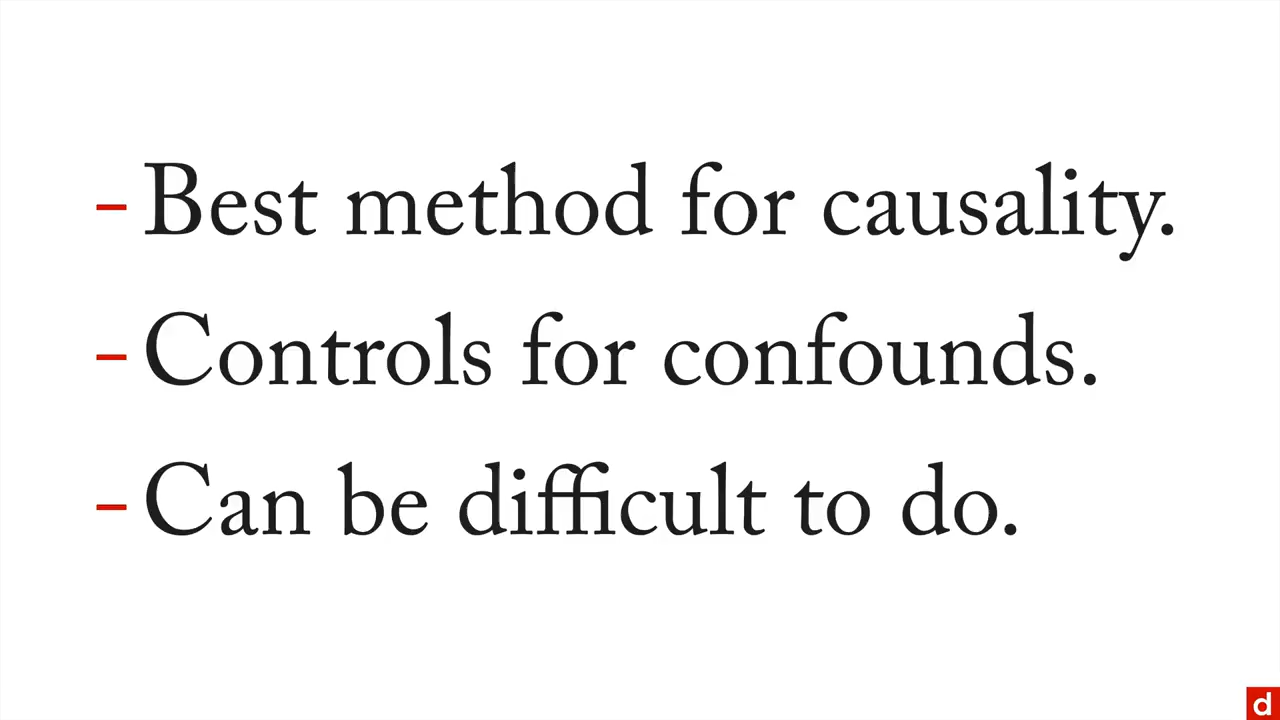 - Best method for causality.
- Controls for confounds.
- Can be difficult to do.
d